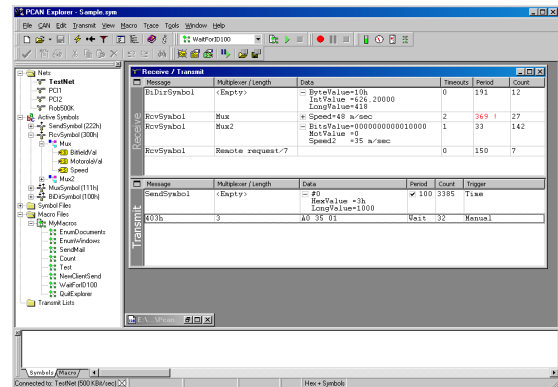 PCAN Explorer - Sample.sym
File CAN Edit Transmit View Macro Trace Tools Window Help
WaitForID100
Nets
TestNet
PCI1
PCI2
Rob500K
Active Symbols
SendSymbol (222h)
RcvSymbol (300h)
Mux
BitfieldVal
MotorolaVal
Speed
Mux2
MuxSymbol (111h)
BiDirSymbol (100h)
Symbol Files
Macro Files
MyMacros
EnumDocuments
EnumWindows
SendMail
Count
Test
NewClientSend
WaitForID100
QuitExplorer
Transmit Lists
Receive / Transmit
Message Multiplexer / Length Data Timeouts Period Count
BiDirSymbol <Empty> ByteValue=10h 0 191 12
IntValue =626.20000
LongValue=418
RcvSymbol Mux Speed=48 m/sec 2 369 ! 27
RcvSymbol Mux2 BitsValue=0000000000010000 1 33 142
MotValue =0
Speed2 =35 m/sec
RcvSymbol Remote request/7 0 150 7
Receive
Message Multiplexer / Length Data Period Count Trigger
SendSymbol <Empty> #0 100 3385 Time
HexValue =3h
LongValue=1000
403h 3 A0 35 01 Wait 32 Manual
Transmit
Symbols Macro
Connected to: TestNet (500 KBit/sec) Hex + Symbols